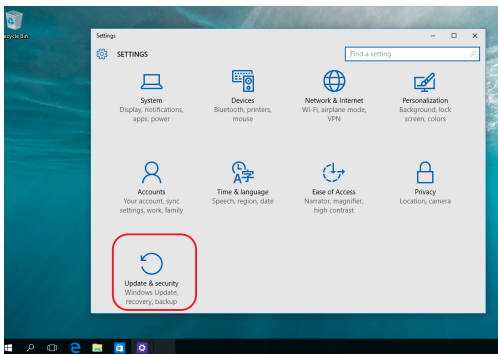 Recycle Bin
Settings
SETTINGS
Find a setting
System
Display, notifications,
apps, power
Devices
Bluetooth, printers,
mouse
Network & Internet
Wi-Fi, airplane mode,
VPN
Personalization
Background, lock
screen, colors
Accounts
Your account, sync
settings, work, family
Time & language
Speech, region, date
Ease of Access
Narrator, magnifier,
high contrast
Privacy
Location, camera
Update & security
Windows Update,
recovery, backup